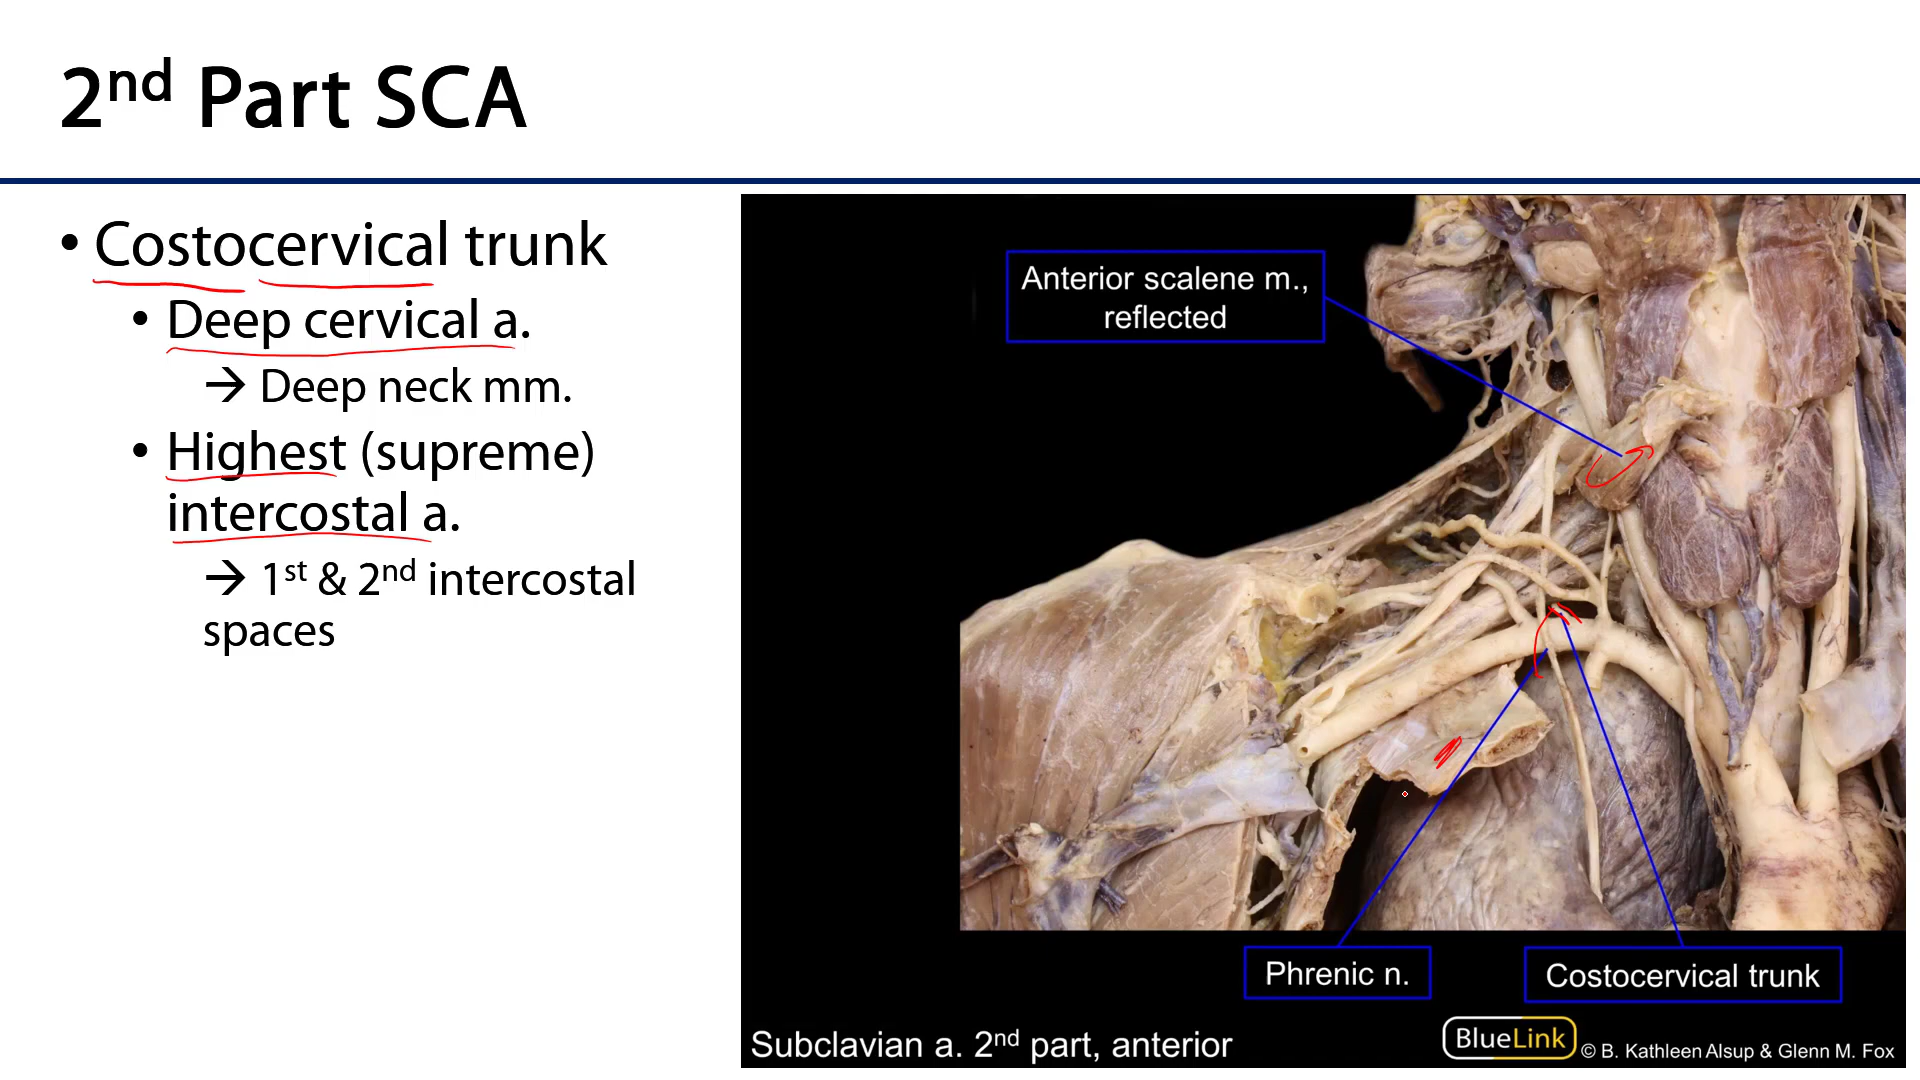 2nd Part SCA
• Costocervical trunk
• Deep cervical a.
→ Deep neck mm.
• Highest (supreme)
intercostal a.
→ 1st & 2nd intercostal
spaces
Anterior scalene m.,
reflected
Phrenic n.
Costocervical trunk
Subclavian a. 2nd part, anterior
BlueLink
© B. Kathleen Alsup & Glenn M. Fox